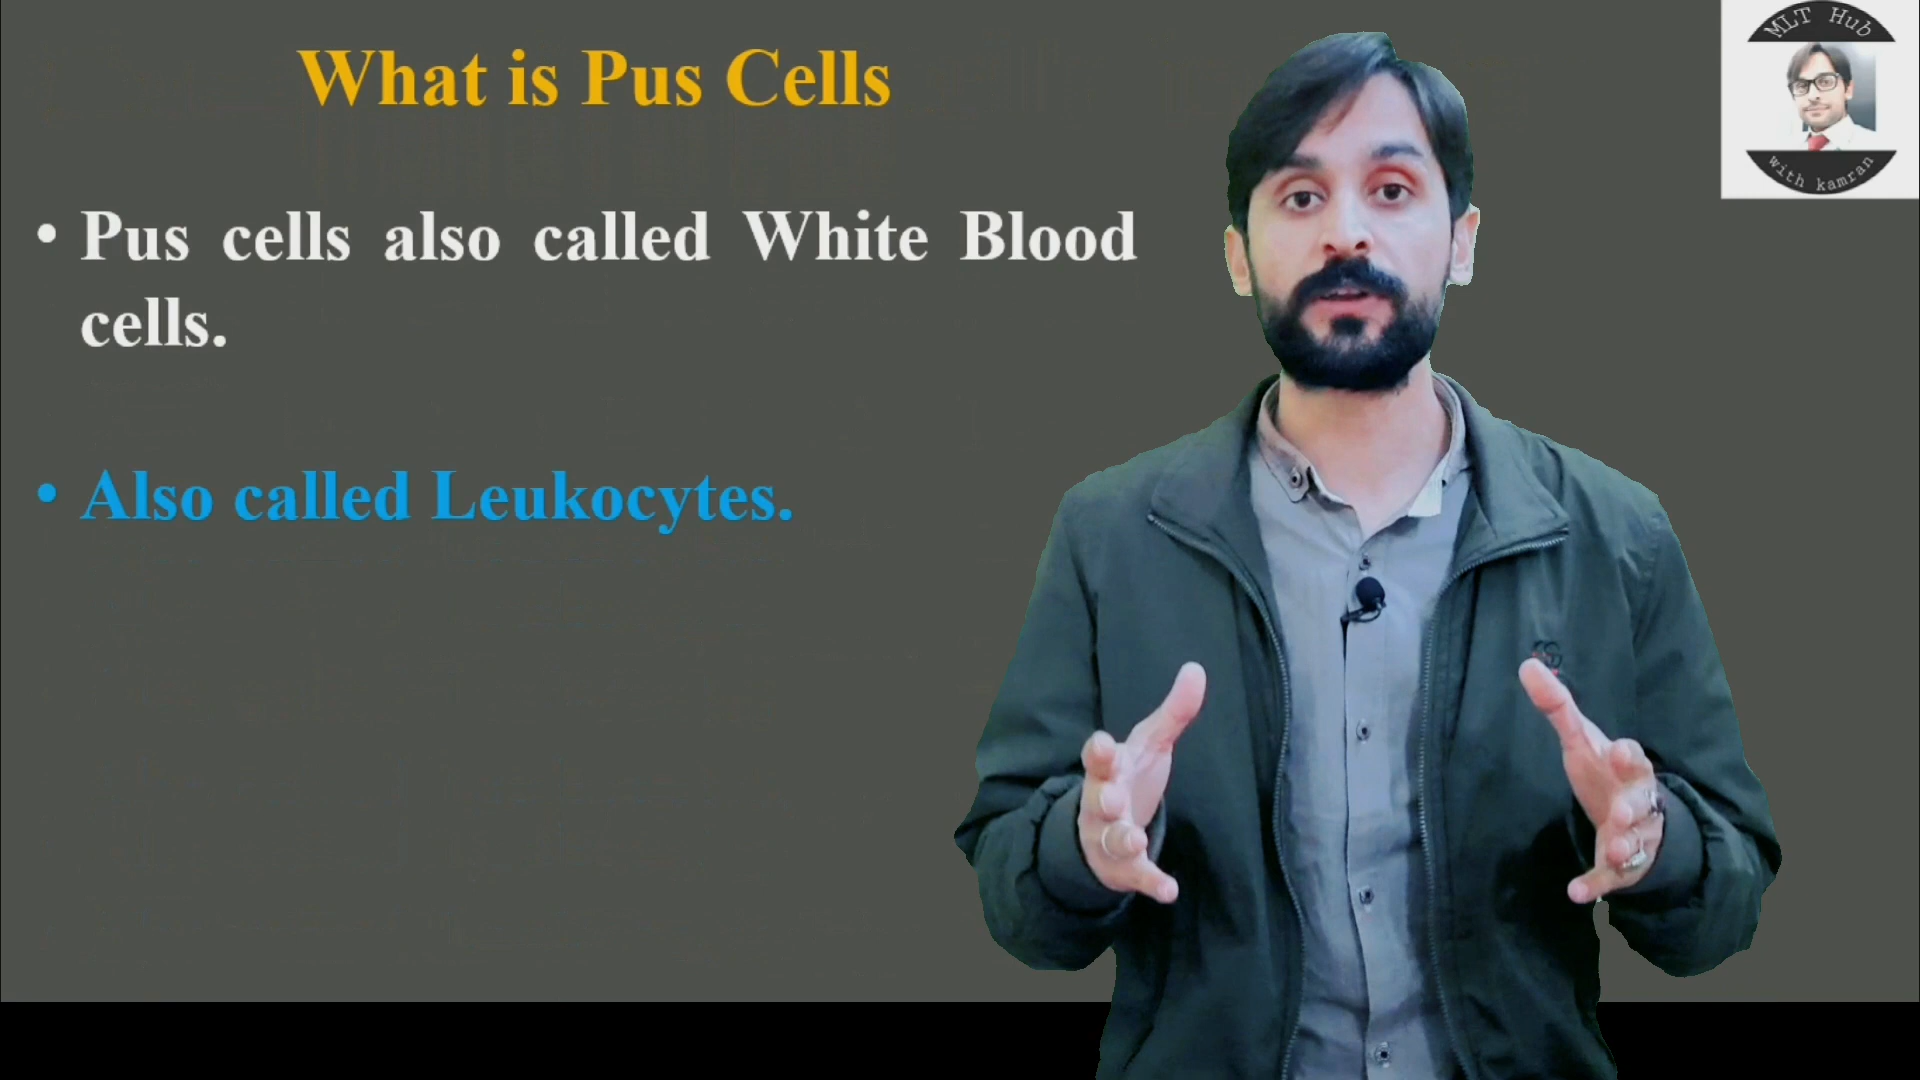 What is Pus Cells
• Pus cells also called White Blood
cells.
• Also called Leukocytes.
MLT Hub
with kamran